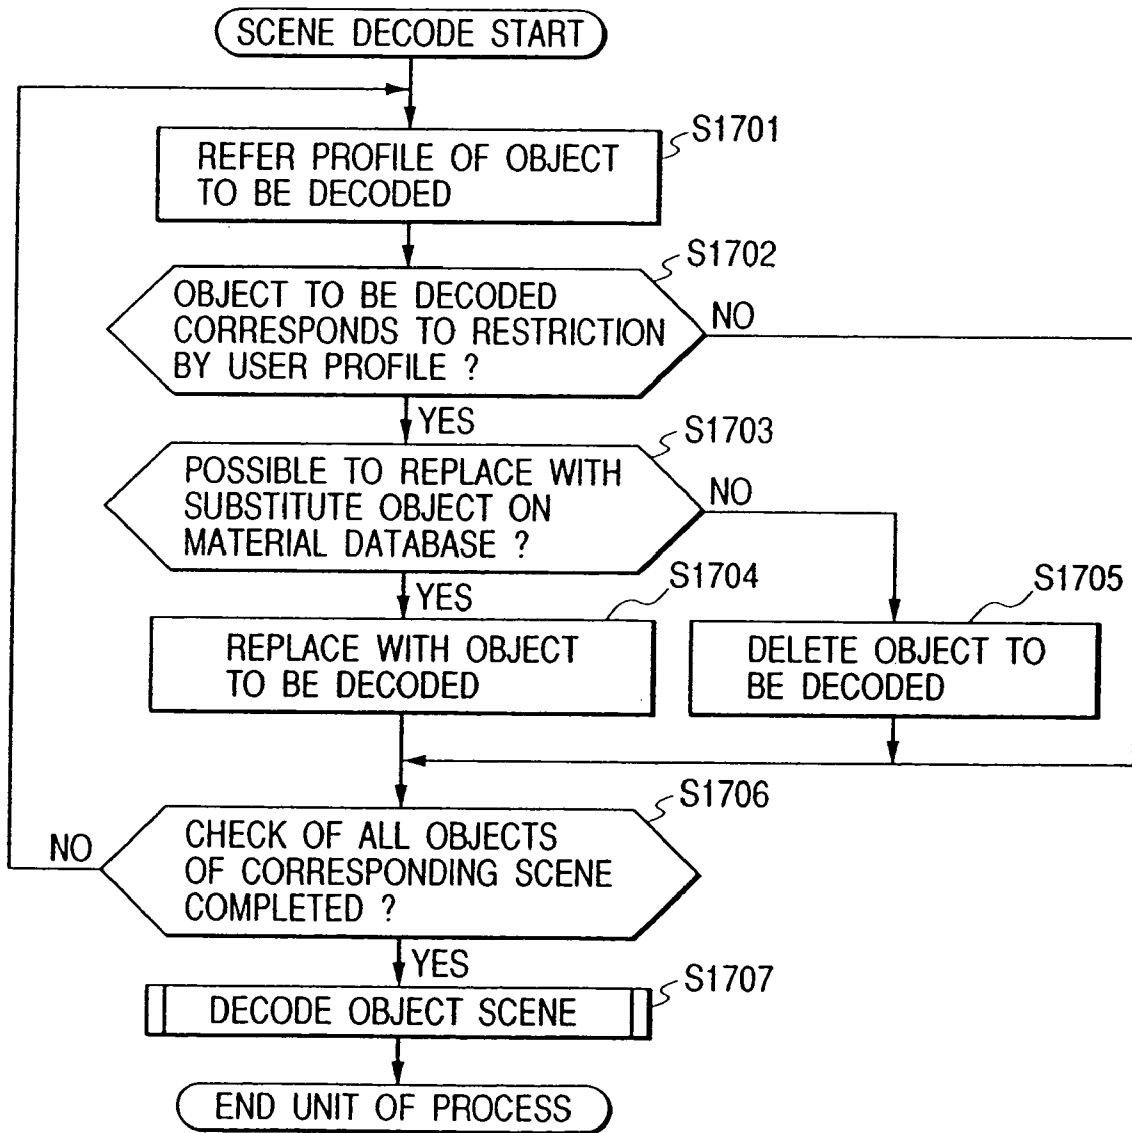 SCENE DECODE START
S1701
REFER PROFILE OF OBJECT
TO BE DECODED
S1702
OBJECT TO BE DECODED
CORRESPONDS TO RESTRICTION
BY USER PROFILE ?
NO
YES
S1703
POSSIBLE TO REPLACE WITH
SUBSTITUTE OBJECT ON
MATERIAL DATABASE ?
NO
YES
S1704
REPLACE WITH OBJECT
TO BE DECODED
S1705
DELETE OBJECT TO
BE DECODED
S1706
CHECK OF ALL OBJECTS
OF CORRESPONDING SCENE
COMPLETED ?
NO
YES
S1707
DECODE OBJECT SCENE
END UNIT OF PROCESS